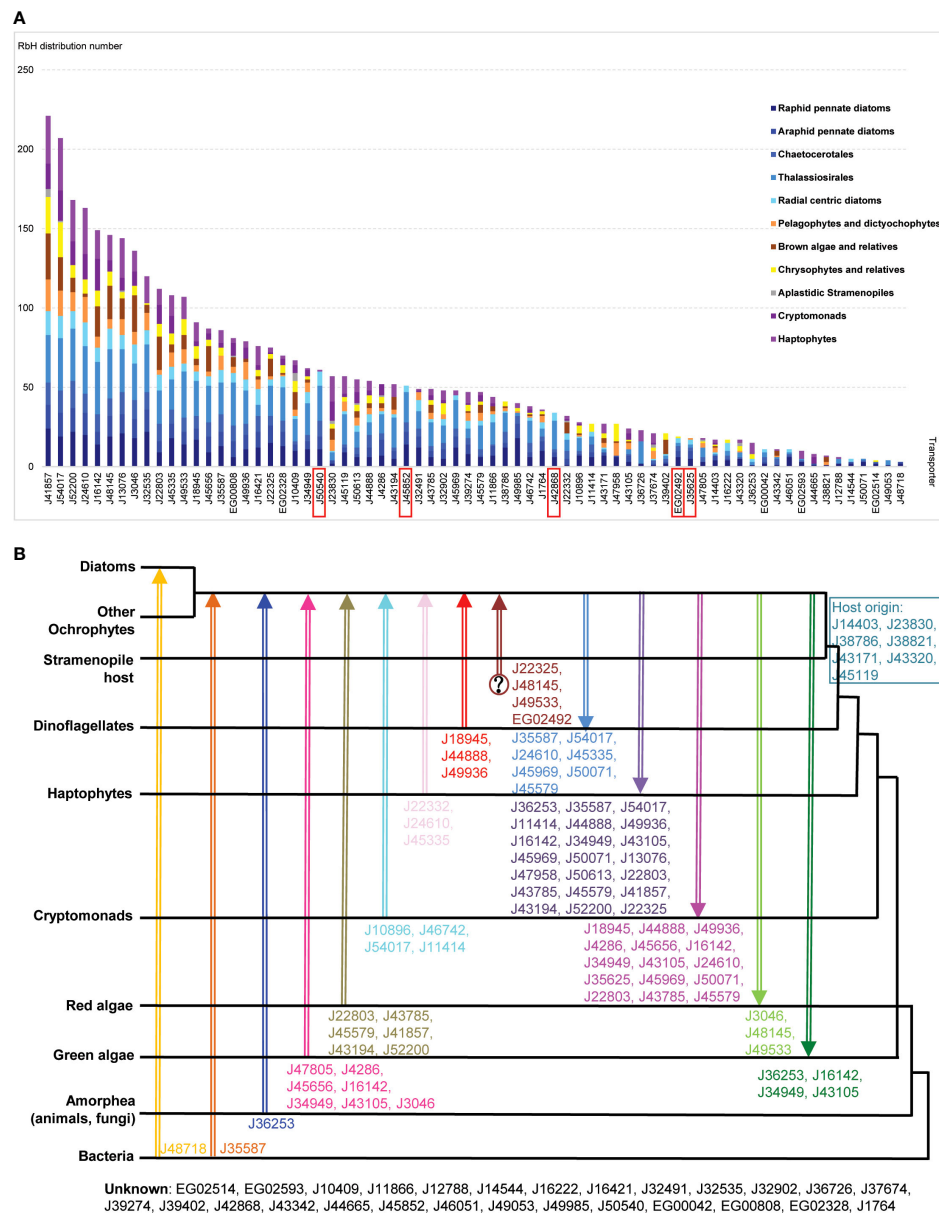 A
RbH distribution number
250
200
150
100
50
0
Raphid pennate diatoms
Araphid pennate diatoms
Chaetocerotales
Thalassiosirales
Radial centric diatoms
Pelagophytes and dictyochophytes
Brown algae and relatives
Chrysophytes and relatives
Aplastidic Stramenopiles
Cryptomonads
Haptophytes
Transporter
J41857
J54017
J52200
J24610
J16142
J48145
J13076
J3046
J32535
J22803
J45335
J49533
J18945
J45656
J35587
EG00808
J49936
J16421
J22325
EG02328
J10409
J34949
J50540
J23830
J45119
J50613
J44888
J4286
J43194
J45852
J32491
J43785
J32902
J45969
J39274
J45579
J11866
J38786
J49985
J46742
J1764
J42868
J22332
J10896
J11414
J43171
J47958
J43105
J36726
J37674
J39402
EG02492
J35625
J47805
J14403
J16222
J43320
J36253
EG00042
J43342
J46051
EG02593
J44665
J38821
J12788
J14544
J50071
EG02514
J49053
J48718
B
Diatoms
Other
Ochrophytes
Stramenopile
host
Dinoflagellates
Haptophytes
Cryptomonads
Red algae
Green algae
Amorphea
(animals, fungi)
Bacteria
Host origin:
J14403, J23830,
J38786, J38821,
J43171, J43320,
J45119
?
J22325,
J48145,
J49533,
EG02492
J18945,
J44888,
J49936
J35587, J54017,
J24610, J45335,
J45969, J50071,
J45579
J22332,
J24610,
J45335
J36253, J35587, J54017,
J11414, J44888, J49936,
J16142, J34949, J43105,
J45969, J50071, J13076,
J47958, J50613, J22803,
J43785, J45579, J41857,
J43194, J52200, J22325
J10896, J46742,
J54017, J11414
J18945, J44888, J49936,
J4286, J45656, J16142,
J34949, J43105, J24610,
J35625, J45969, J50071,
J22803, J43785, J45579
J22803, J43785,
J45579, J41857,
J43194, J52200
J3046,
J48145,
J49533
J47805, J4286,
J45656, J16142,
J34949, J43105, J3046
J36253, J16142,
J34949, J43105
J36253
J48718
J35587
Unknown: EG02514, EG02593, J10409, J11866, J12788, J14544, J16222, J16421, J32491, J32535, J32902, J36726, J37674,
J39274, J39402, J42868, J43342, J44665, J45852, J46051, J49053, J49985, J50540, EG00042, EG00808, EG02328, J1764